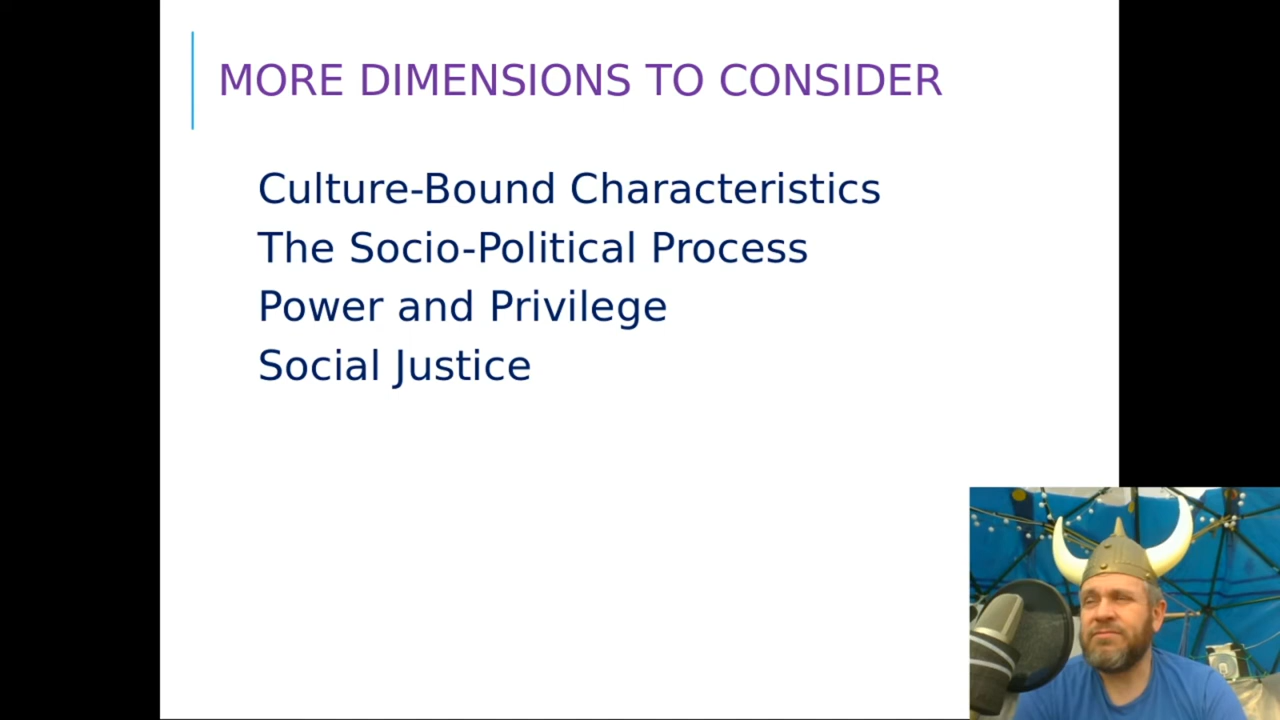 MORE DIMENSIONS TO CONSIDER
Culture-Bound Characteristics
The Socio-Political Process
Power and Privilege
Social Justice